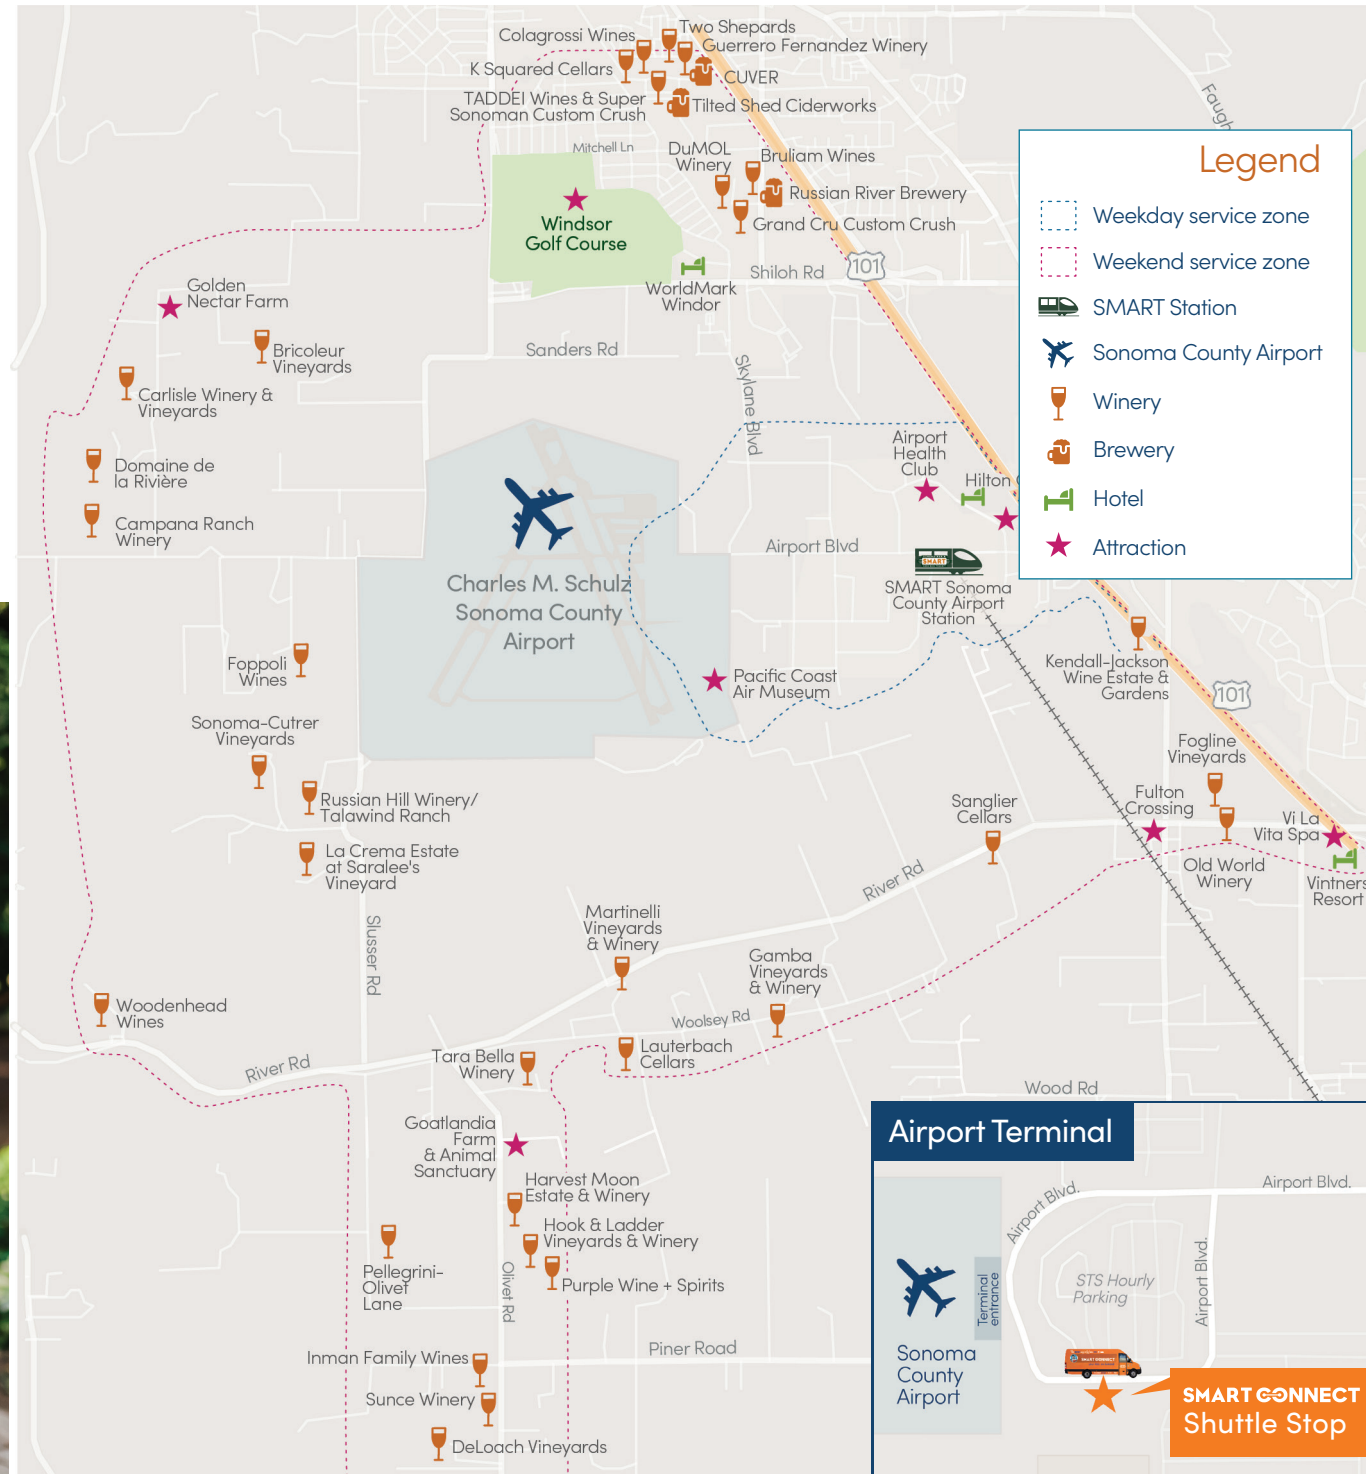 Colagrossi Wines
Two Shepards
Guerrero Fernandez Winery
K Squared Cellars
CUVER
TADDEI Wines & Super
Sonoman Custom Crush
Tilted Shed Ciderworks
Faugh
Mitchell Ln
DuMOL
Winery
Bruliam Wines
Russian River Brewery
Grand Cru Custom Crush
Windsor
Golf Course
WorldMark
Windor
Shiloh Rd
101
Legend
Weekday service zone
Weekend service zone
SMART Station
Sonoma County Airport
Winery
Brewery
Hotel
Attraction
Golden
Nectar Farm
Bricoleur
Vineyards
Carlisle Winery &
Vineyards
Sanders Rd
Skylane Blvd
Domaine de
la Rivière
Campana Ranch
Winery
Airport
Health
Club
Hilton
Airport Blvd
SMART
SMART Sonoma
County Airport
Station
Charles M. Schulz
Sonoma County
Airport
Foppoli
Wines
Pacific Coast
Air Museum
Kendall-Jackson
Wine Estate &
Gardens
101
Sonoma-Cutrer
Vineyards
Russian Hill Winery/
Talawind Ranch
La Crema Estate
at Saralee's
Vineyard
Fogline
Vineyards
Fulton
Crossing
Sanglier
Cellars
Vi La
Vita Spa
Old World
Winery
Vintners
Resort
River Rd
Slusser Rd
Martinelli
Vineyards
& Winery
Gamba
Vineyards
& Winery
Woodenhead
Wines
Woolsey Rd
Lauterbach
Cellars
Tara Bella
Winery
River Rd
Wood Rd
Goatlandia
Farm
& Animal
Sanctuary
Harvest Moon
Estate & Winery
Hook & Ladder
Vineyards & Winery
Purple Wine + Spirits
Pellegrini-
Olivet
Lane
Olivet Rd
Piner Road
Inman Family Wines
Sunce Winery
DeLoach Vineyards
Airport Terminal
Airport Blvd.
Airport Blvd.
Airport Blvd.
STS Hourly
Parking
Terminal
entrance
Sonoma
County
Airport
SMART CONNECT
SMART CONNECT
Shuttle Stop